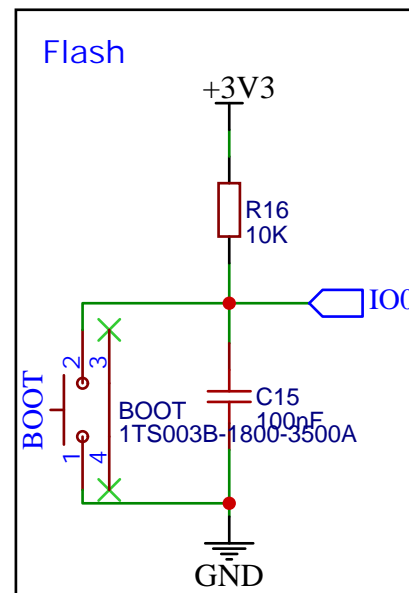 Flash
+3V3
R16
10K
IO0
2
3
BOOT
C15
100nF
BOOT
1TS003B-1800-3500A
1
4
GND